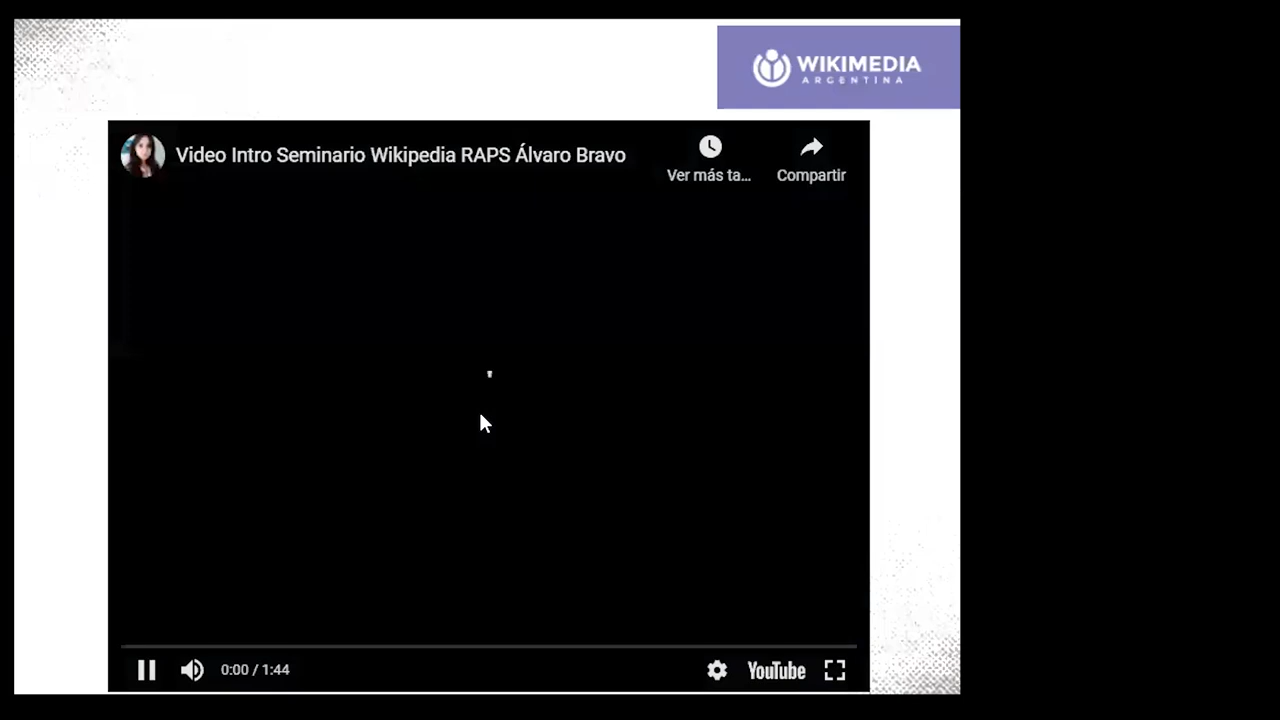 WIKIMEDIA
ARGENTINA
Video Intro Seminario Wikipedia RAPS Álvaro Bravo
Ver más ta...
Compartir
0:00 / 1:44
YouTube